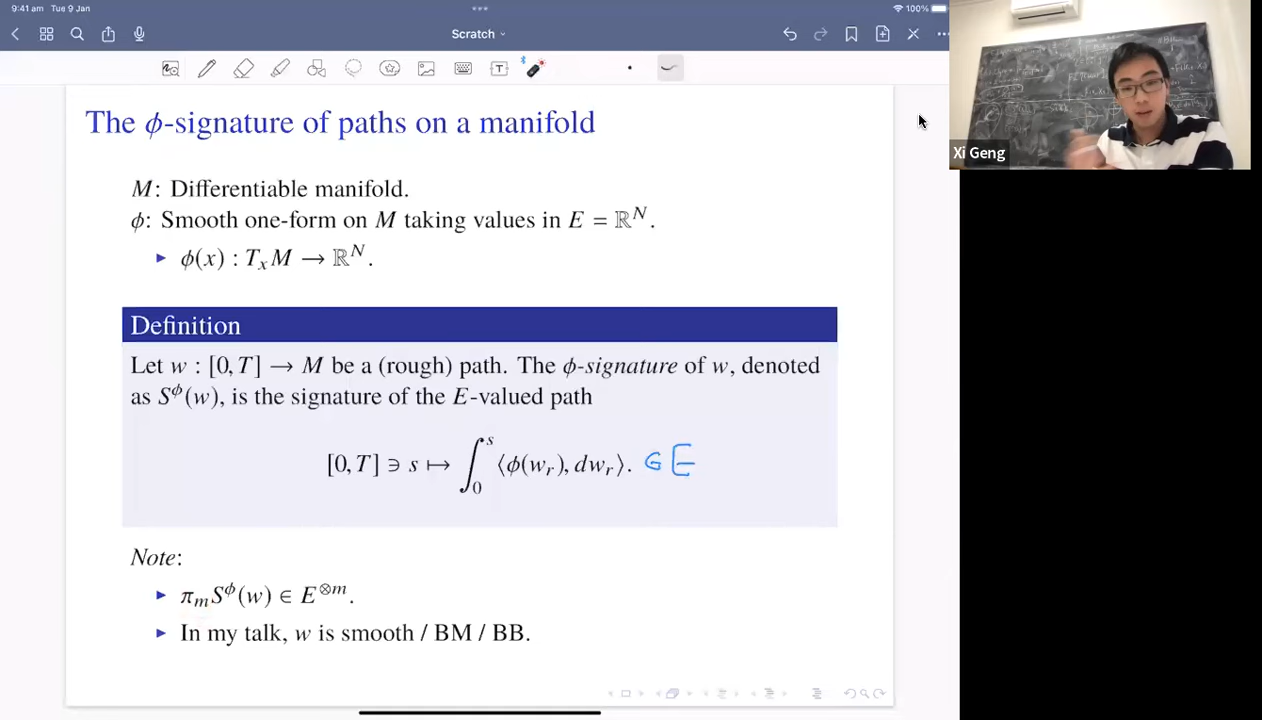 9:41 am Tue 9 Jan
100%
Scratch
The ϕ-signature of paths on a manifold
M: Differentiable manifold.
ϕ: Smooth one-form on M taking values in E = ℝ^N.
▸ ϕ(x) : T_xM → ℝ^N.
Definition
Let w : [0, T] → M be a (rough) path. The ϕ-signature of w, denoted
as S^ϕ(w), is the signature of the E-valued path
[0, T] ∋ s ↦ ∫_0^s ⟨ϕ(w_r), dw_r⟩. ∈ E
Note:
▸ π_mS^ϕ(w) ∈ E^⊗m.
▸ In my talk, w is smooth / BM / BB.
Xi Geng